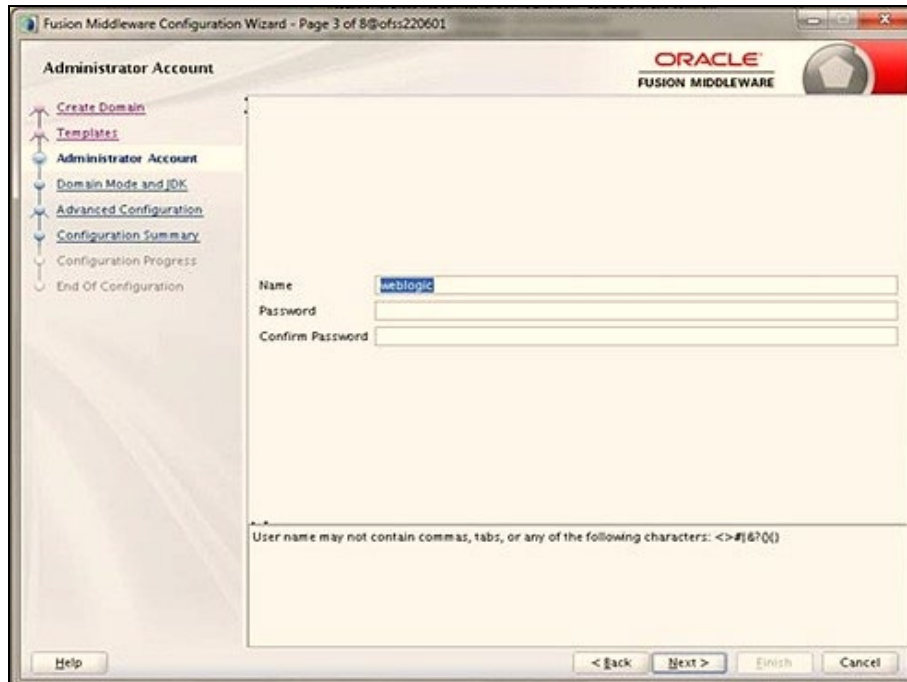 Fusion Middleware Configuration Wizard - Page 3 of 8@ofss220601
Administrator Account
ORACLE
FUSION MIDDLEWARE
Create Domain
Templates
Administrator Account
Domain Mode and JDK
Advanced Configuration
Configuration Summary
Configuration Progress
End Of Configuration
Name
weblogic
Password
Confirm Password
User name may not contain commas, tabs, or any of the following characters: <>#|&?(){}
Help
< Back
Next >
Finish
Cancel